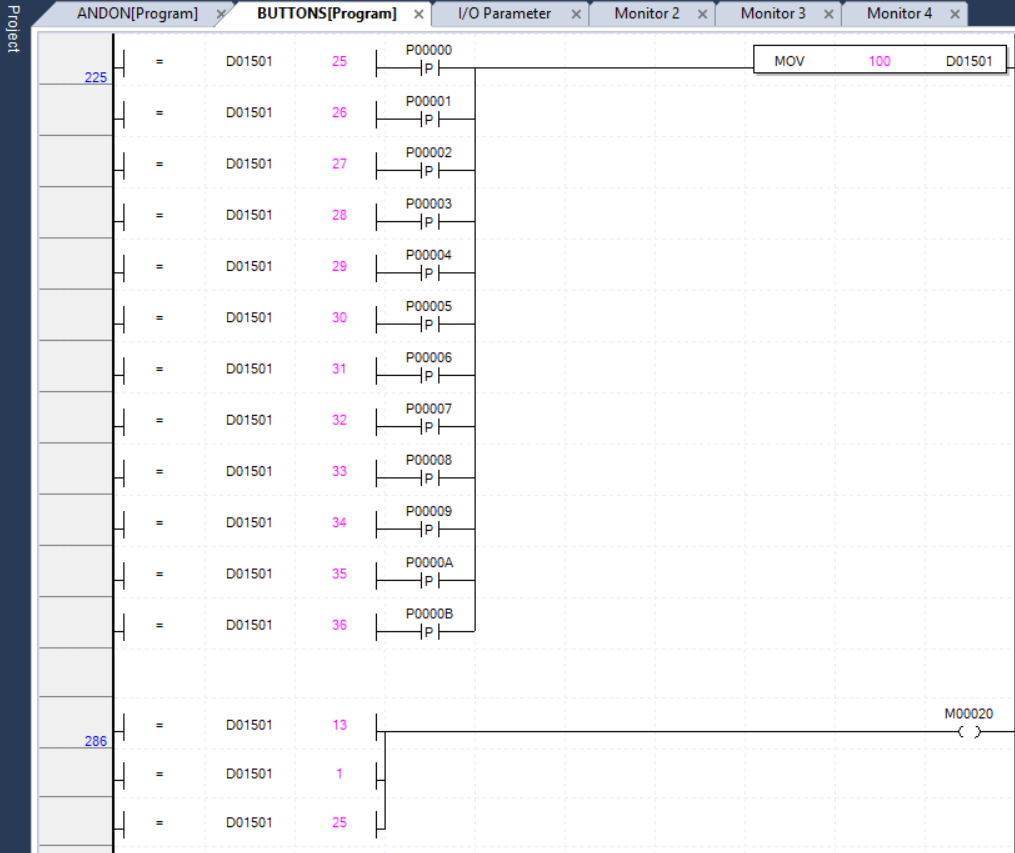 Project
ANDON[Program] × BUTTONS[Program] × I/O Parameter × Monitor 2 × Monitor 3 × Monitor 4 ×
P00000
225 = D01501 25 P MOV 100 D01501
P00001
= D01501 26 P
P00002
= D01501 27 P
P00003
= D01501 28 P
P00004
= D01501 29 P
P00005
= D01501 30 P
P00006
= D01501 31 P
P00007
= D01501 32 P
P00008
= D01501 33 P
P00009
= D01501 34 P
P0000A
= D01501 35 P
P0000B
= D01501 36 P
M00020
286 = D01501 13 ( )
= D01501 1
= D01501 25